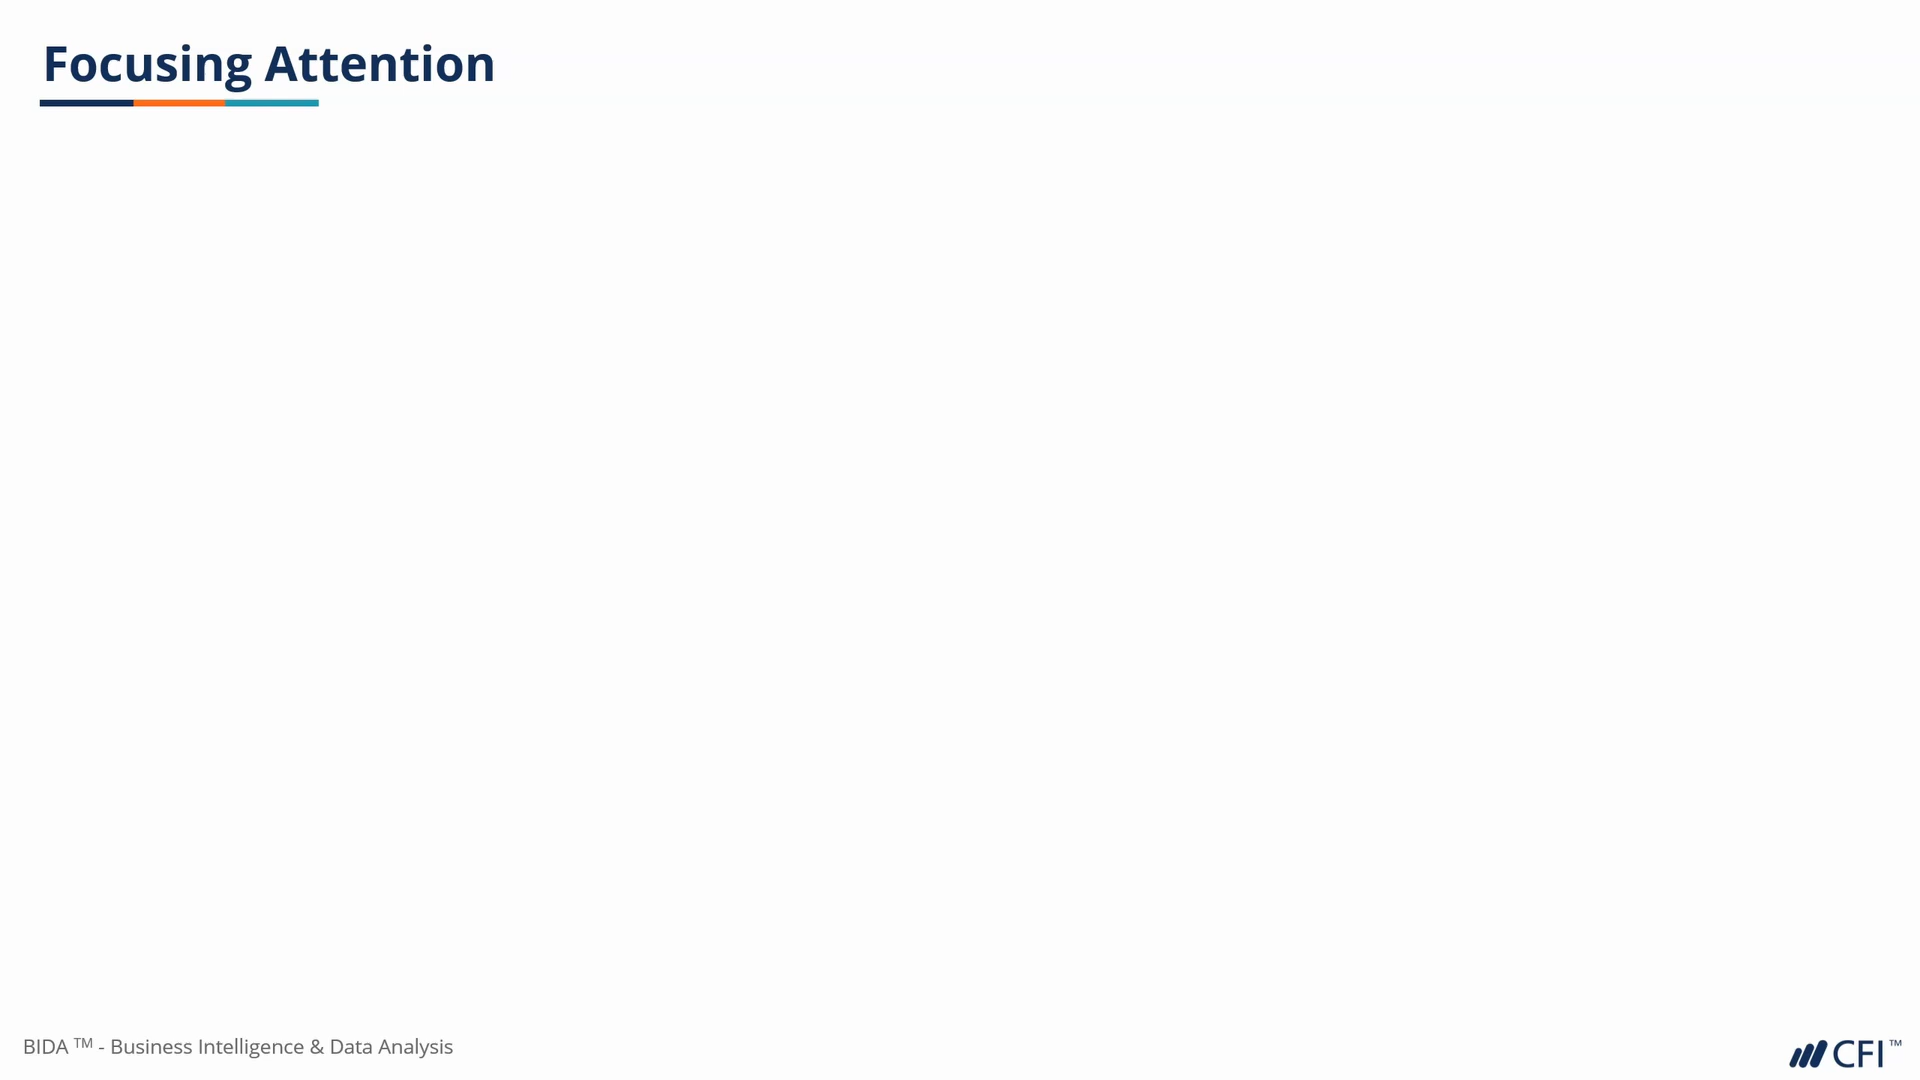 Focusing Attention
BIDA TM - Business Intelligence & Data Analysis
CFI™